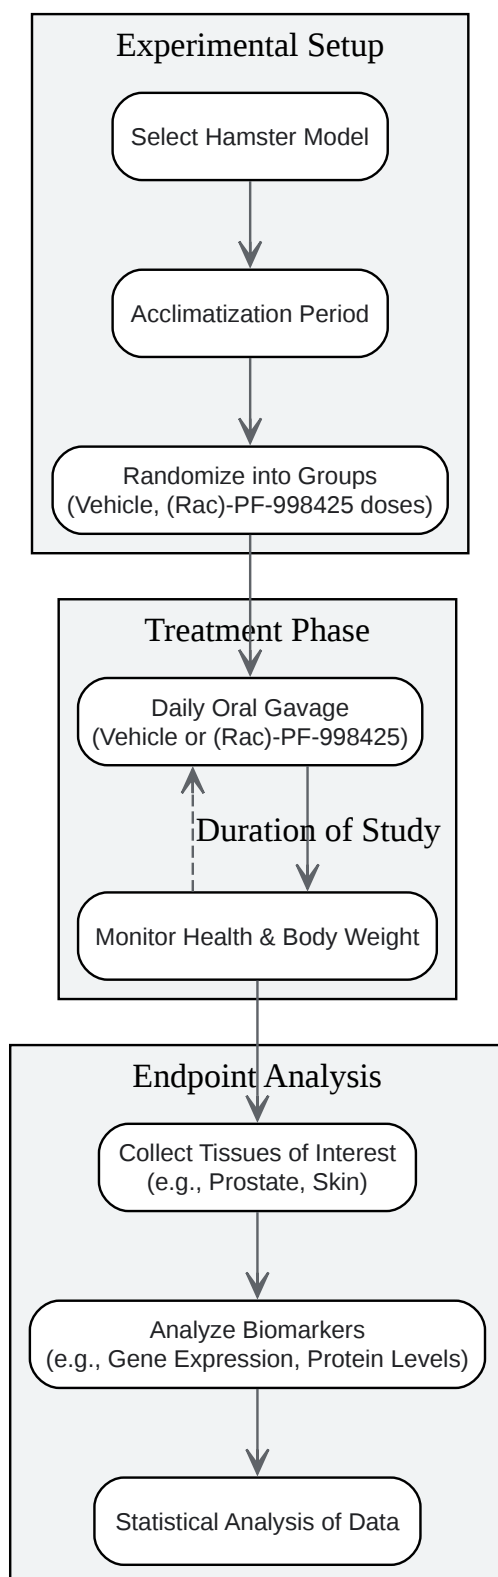 Experimental Setup
Select Hamster Model
Acclimatization Period
Randomize into Groups
(Vehicle, (Rac)-PF-998425 doses)
Treatment Phase
Daily Oral Gavage
(Vehicle or (Rac)-PF-998425)
Duration of Study
Monitor Health & Body Weight
Endpoint Analysis
Collect Tissues of Interest
(e.g., Prostate, Skin)
Analyze Biomarkers
(e.g., Gene Expression, Protein Levels)
Statistical Analysis of Data